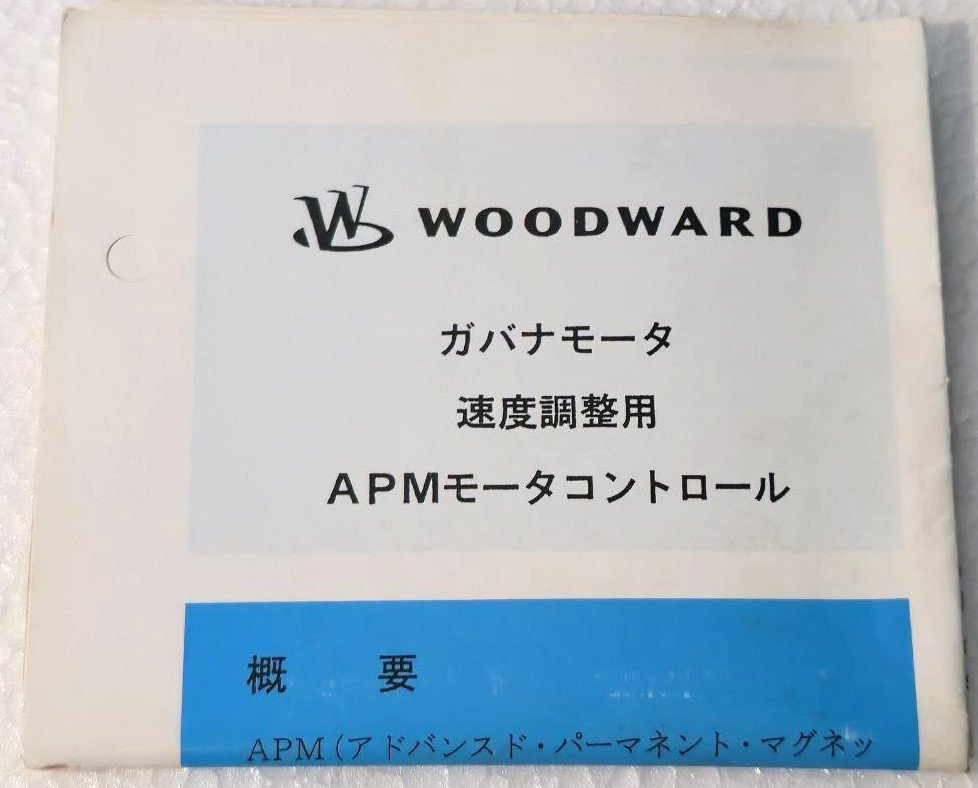 WOODWARD
ガバナモータ
速度調整用
APMモータコントロール
概 要
APM(アドバンスド・パーマネント・マグネッ